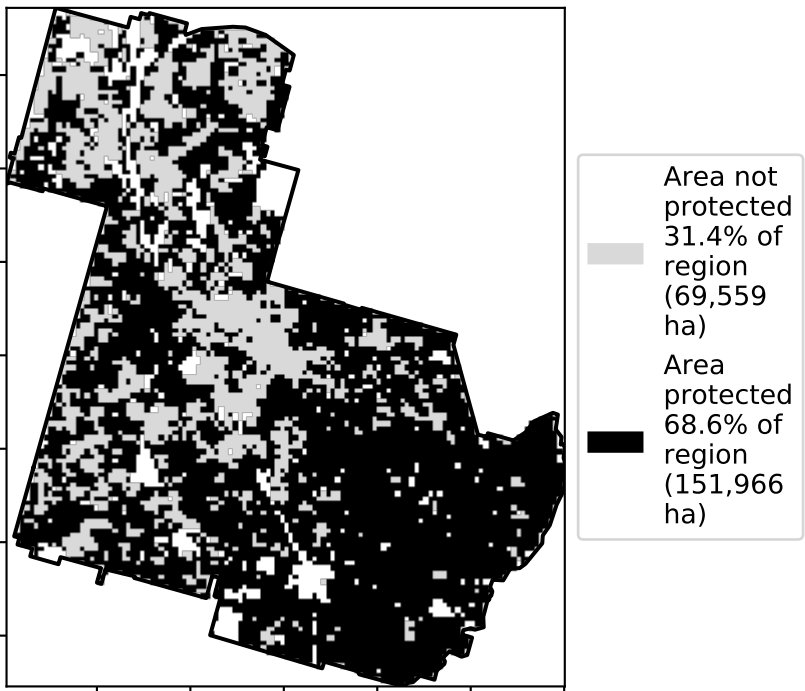 Area not
protected
31.4% of
region
(69,559
ha)
Area
protected
68.6% of
region
(151,966
ha)